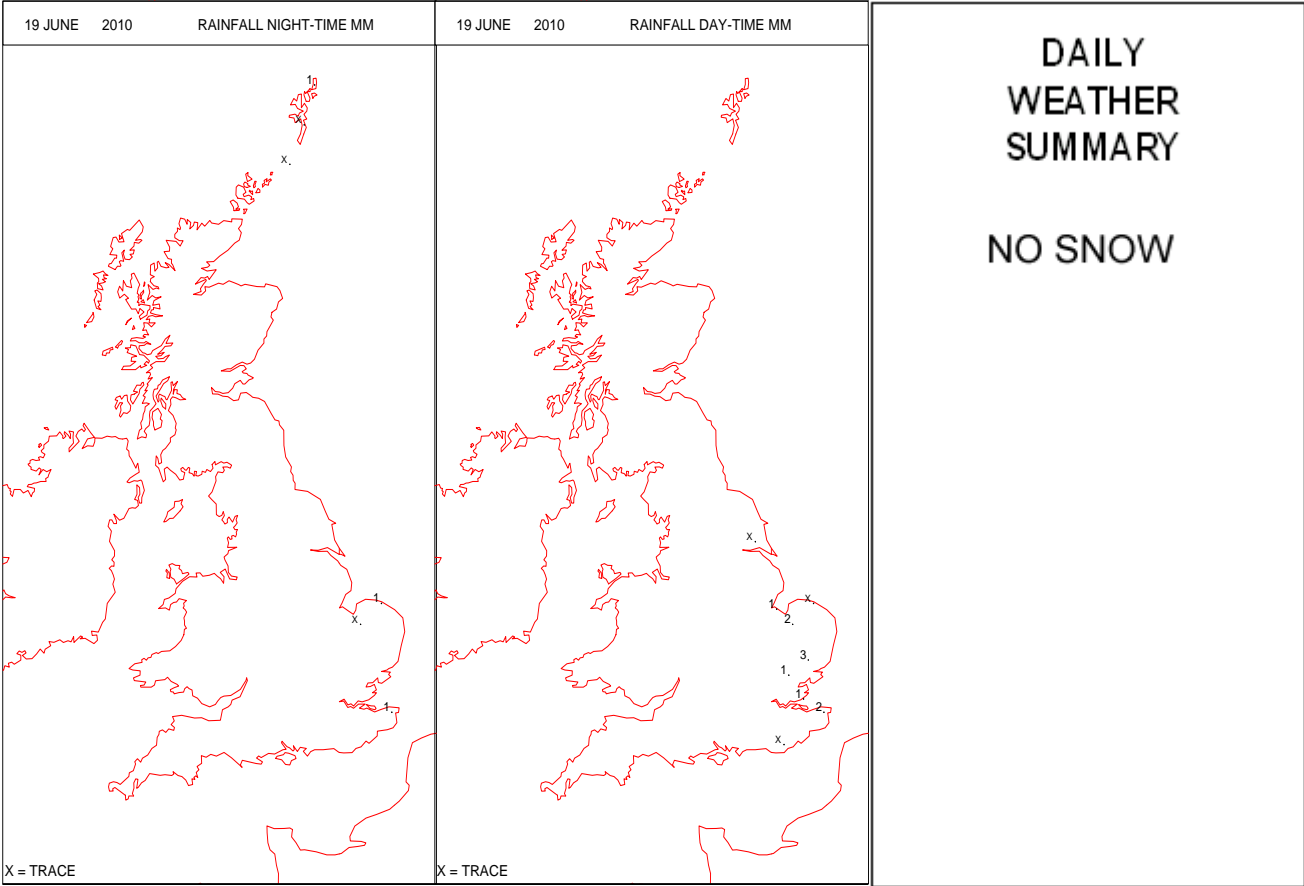 19 JUNE 2010 RAINFALL NIGHT-TIME MM
1.
X.
X.
1.
X.
1.
X = TRACE
19 JUNE 2010 RAINFALL DAY-TIME MM
X.
1.
X.
2.
3.
1.
1.
2.
X.
X = TRACE
DAILY
WEATHER
SUMMARY
NO SNOW